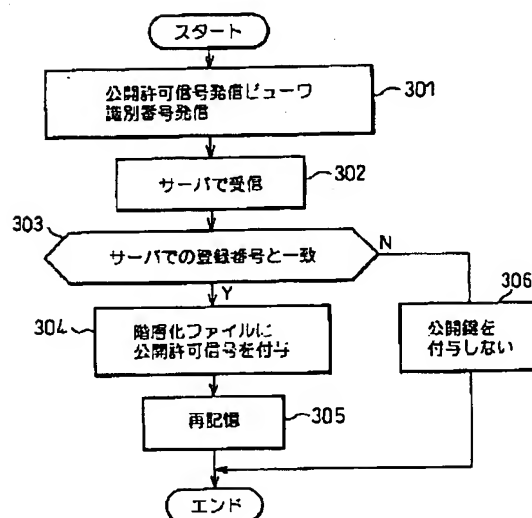 スタート
公開許可信号発信ビューワ
識別番号発信
301
サーバで受信
302
303
サーバでの登録番号と一致
N
Y
304
階層化ファイルに
公開許可信号を付与
306
公開鍵を
付与しない
再記憶
305
エンド